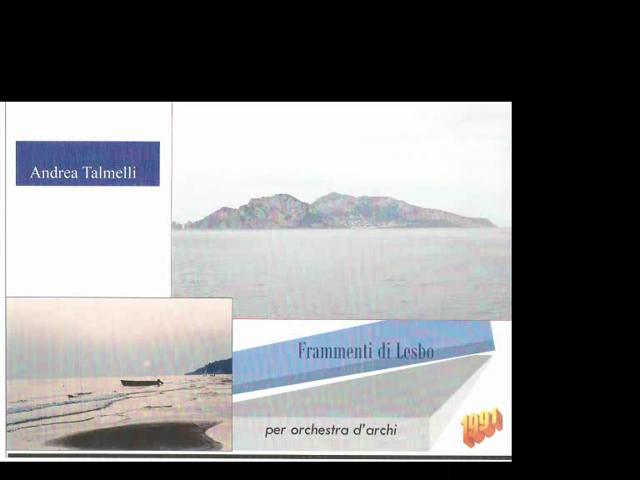 Andrea Talmelli
Frammenti di Lesbo
per orchestra d'archi
1991